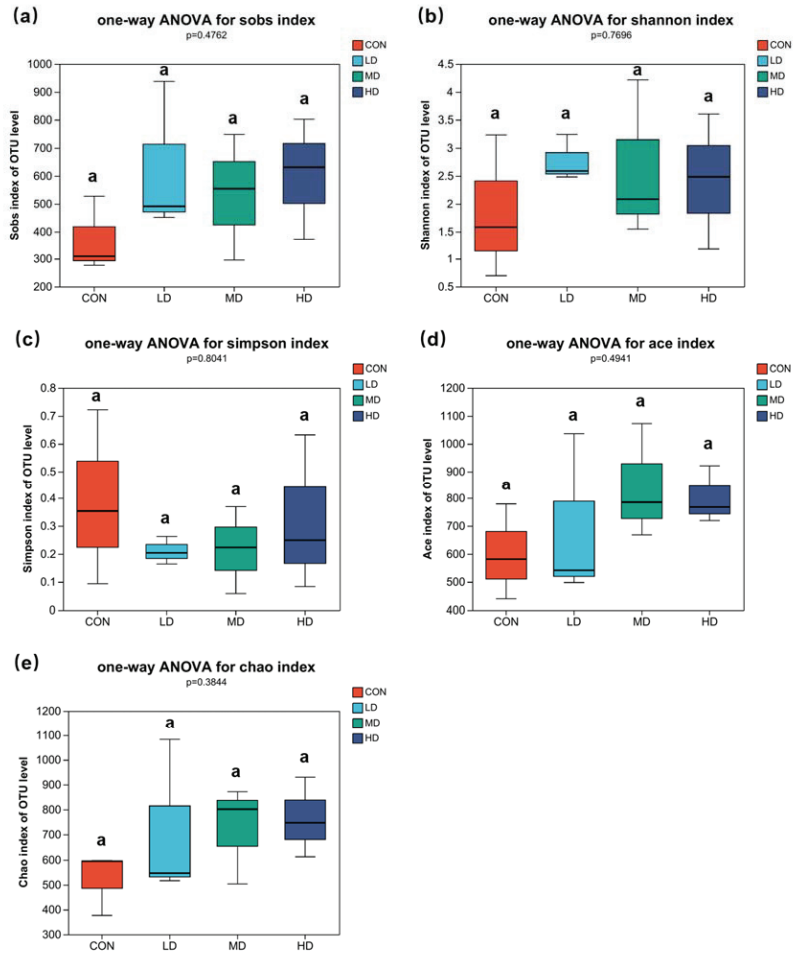 (a)
one-way ANOVA for sobs index
p=0.4762
CON
LD
MD
HD
Sobs index of OTU level
1000
900
800
700
600
500
400
300
200
a
a
a
a
CON LD MD HD
(b)
one-way ANOVA for shannon index
p=0.7696
CON
LD
MD
HD
Shannon index of OTU level
4.5
4
3.5
3
2.5
2
1.5
1
0.5
a
a
a
a
CON LD MD HD
(c)
one-way ANOVA for simpson index
p=0.8041
CON
LD
MD
HD
Simpson index of OTU level
0.8
0.7
0.6
0.5
0.4
0.3
0.2
0.1
0
a
a
a
a
CON LD MD HD
(d)
one-way ANOVA for ace index
p=0.4941
CON
LD
MD
HD
Ace index of OTU level
1200
1100
1000
900
800
700
600
500
400
a
a
a
a
CON LD MD HD
(e)
one-way ANOVA for chao index
p=0.3844
CON
LD
MD
HD
Chao index of OTU level
1200
1100
1000
900
800
700
600
500
400
300
a
a
a
a
CON LD MD HD